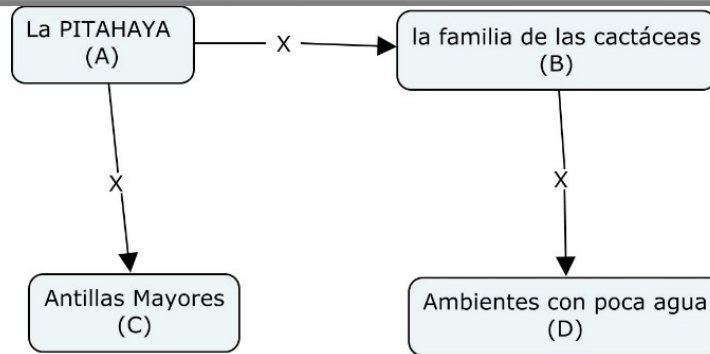 La PITAHAYA
(A)
X
la familia de las cactáceas
(B)
X
X
Antillas Mayores
(C)
Ambientes con poca agua
(D)